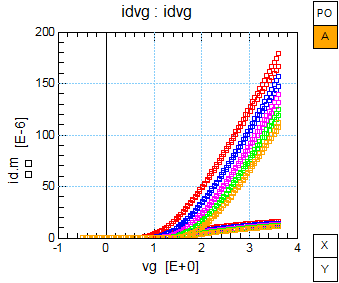 idvg : idvg
PO
A
200
150
100
50
0
id.m [E-6]
-1 0 1 2 3 4
vg [E+0]
X
Y